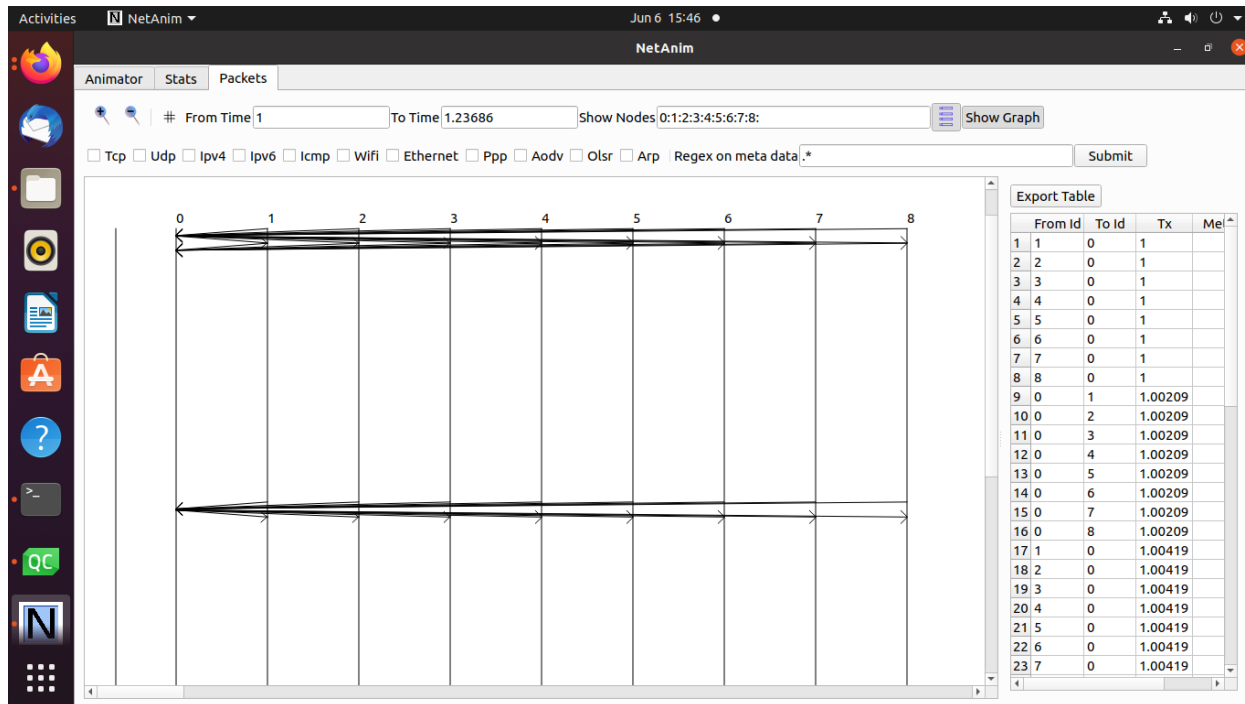 Activities NetAnim Jun 6 15:46
NetAnim
Animator Stats Packets
# From Time 1 To Time 1.23686 Show Nodes 0:1:2:3:4:5:6:7:8: Show Graph
Tcp Udp Ipv4 Ipv6 Icmp Wifi Ethernet Ppp Aodv Olsr Arp Regex on meta data .* Submit
Export Table
0 1 2 3 4 5 6 7 8
From Id To Id Tx
1 1 0 1
2 2 0 1
3 3 0 1
4 4 0 1
5 5 0 1
6 6 0 1
7 7 0 1
8 8 0 1
9 0 1 1.00209
10 0 2 1.00209
11 0 3 1.00209
12 0 4 1.00209
13 0 5 1.00209
14 0 6 1.00209
15 0 7 1.00209
16 0 8 1.00209
17 1 0 1.00419
18 2 0 1.00419
19 3 0 1.00419
20 4 0 1.00419
21 5 0 1.00419
22 6 0 1.00419
23 7 0 1.00419
A
?
>_
QC
N